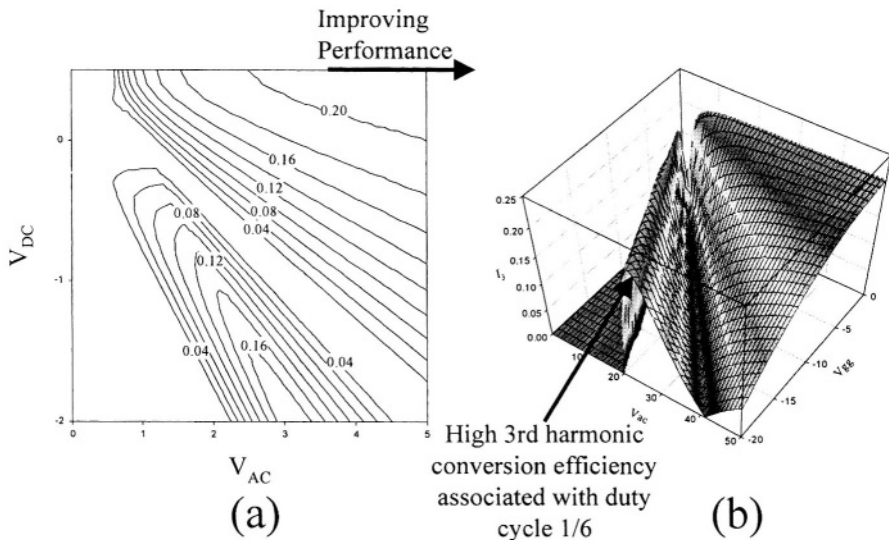 Improving
Performance
0
-1
-2
V_DC
0
1
2
3
4
5
V_AC
0.20
0.16
0.12
0.08
0.04
0.08
0.12
0.16
0.04
0.04
(a)
0.25
0.20
0.15
0.10
0.05
0.00
I_3
10
20
30
40
50
V_ac
0
-5
-10
-15
-20
V_gg
High 3rd harmonic
conversion efficiency
associated with duty
cycle 1/6
(b)